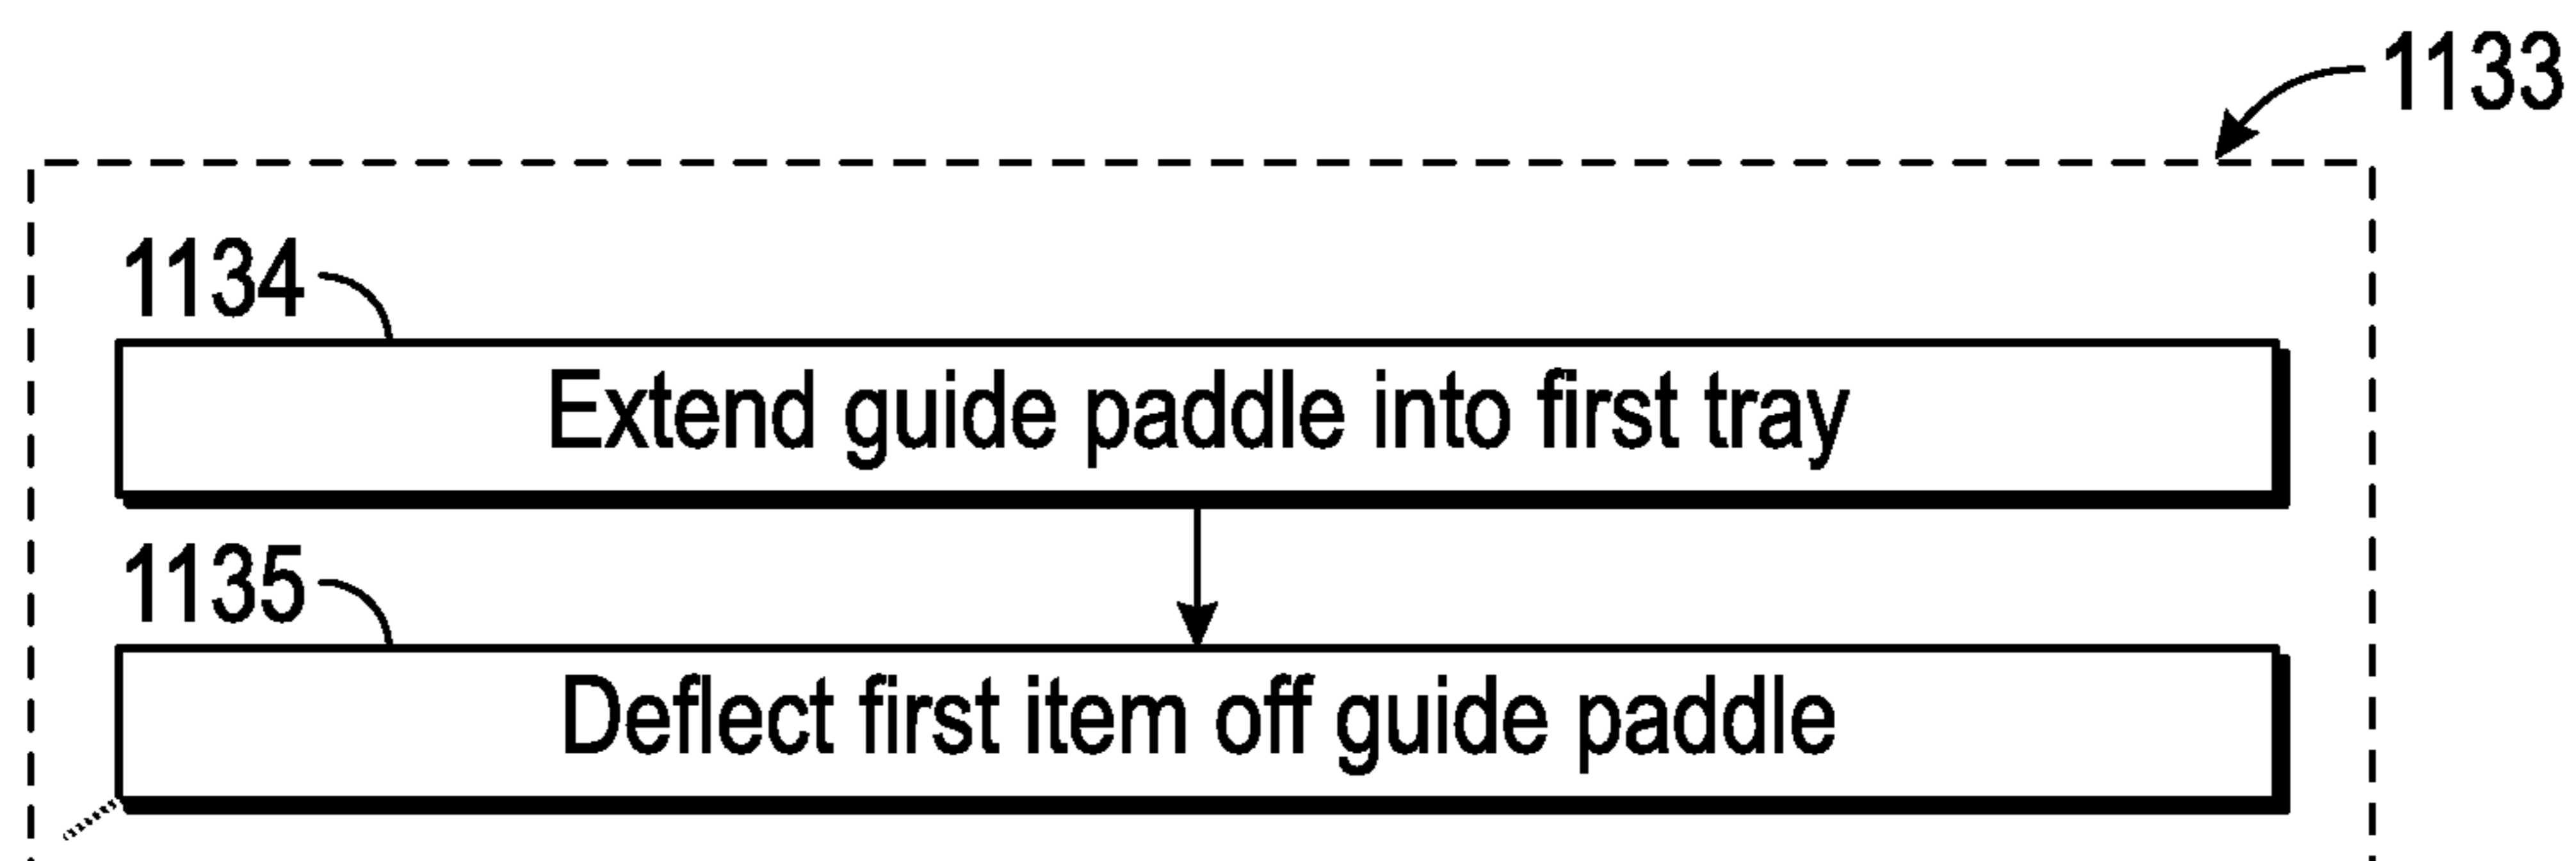 1133
1134
Extend guide paddle into first tray
1135
Deflect first item off guide paddle